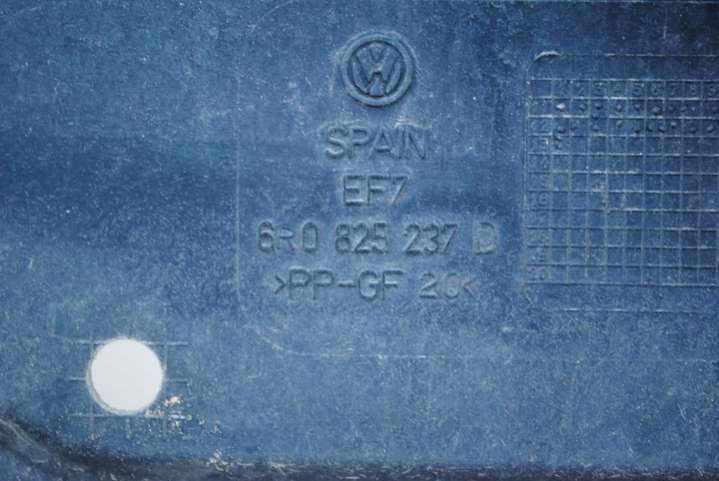 SPAIN
EF7
6R0 825 237 D
>PP-GF 20<